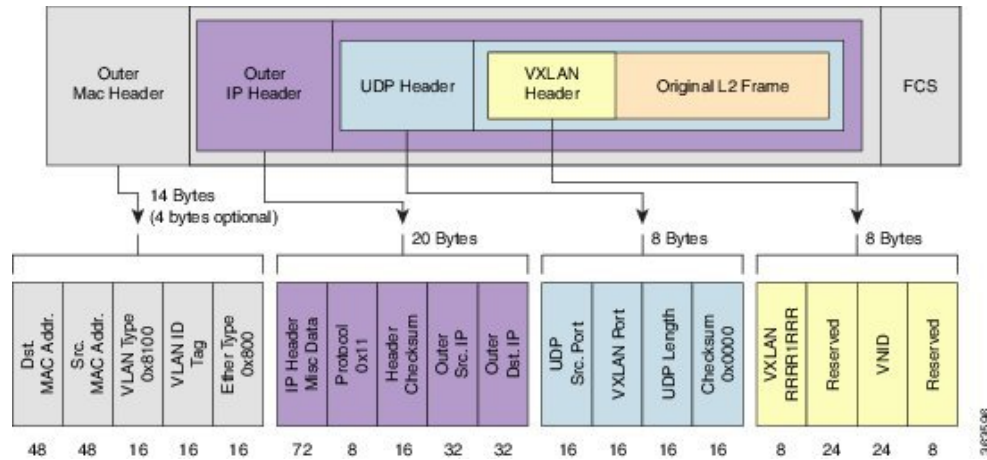 Outer
Mac Header
Outer
IP Header
UDP Header
VXLAN
Header
Original L2 Frame
FCS
14 Bytes
(4 bytes optional)
20 Bytes
8 Bytes
8 Bytes
Dst.
MAC Addr.
Src.
MAC Addr.
VLAN Type
0x8100
VLAN ID
Tag
Ether Type
0x800
IP Header
Misc Data
Protocol
0x11
Header
Checksum
Outer
Src. IP
Outer
Dst. IP
UDP
Src. Port
VXLAN Port
UDP Length
Checksum
0x0000
VXLAN
RRRR1RRR
Reserved
VNID
Reserved
48 48 16 16 16 72 8 16 32 32 16 16 16 16 8 24 24 8